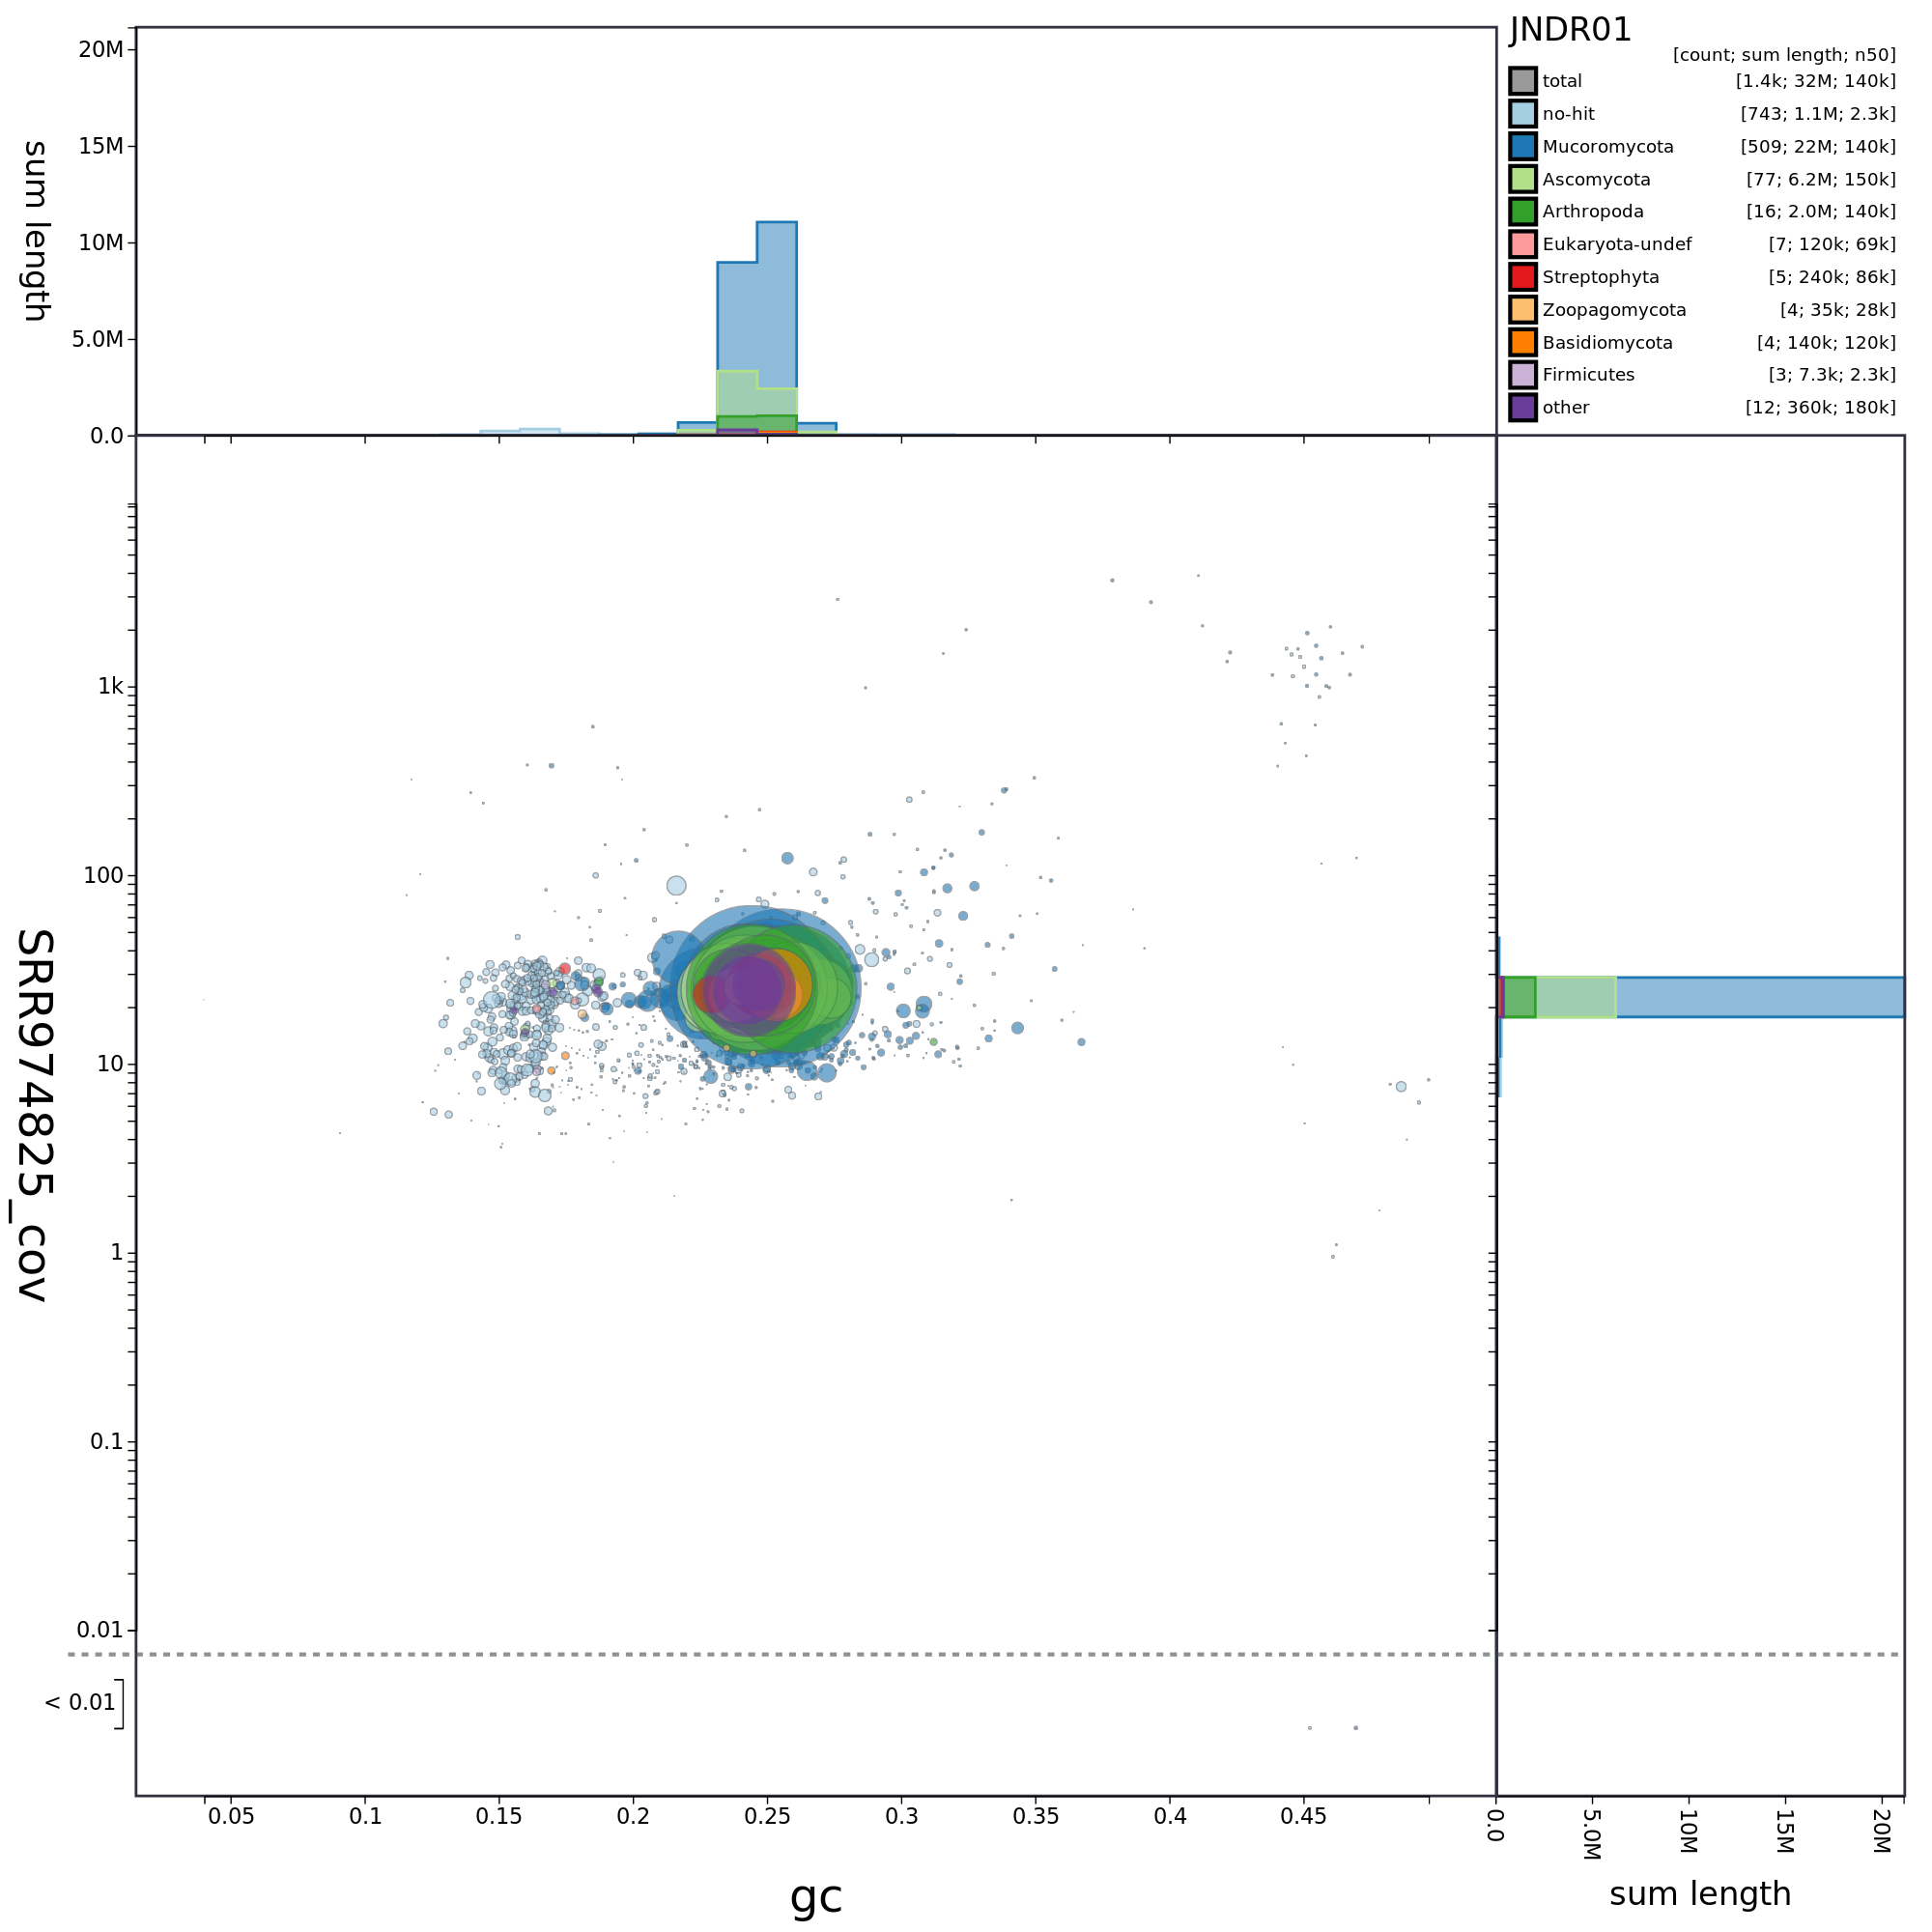 JNDR01
[count; sum length; n50]
total [1.4k; 32M; 140k]
no-hit [743; 1.1M; 2.3k]
Mucoromycota [509; 22M; 140k]
Ascomycota [77; 6.2M; 150k]
Arthropoda [16; 2.0M; 140k]
Eukaryota-undef [7; 120k; 69k]
Streptophyta [5; 240k; 86k]
Zoopagomycota [4; 35k; 28k]
Basidiomycota [4; 140k; 120k]
Firmicutes [3; 7.3k; 2.3k]
other [12; 360k; 180k]
sum length
20M
15M
10M
5.0M
0.0
SRR974825_cov
1k
100
10
1
0.1
0.01
< 0.01
0.05 0.1 0.15 0.2 0.25 0.3 0.35 0.4 0.45
gc
0.0 5.0M 10M 15M 20M
sum length